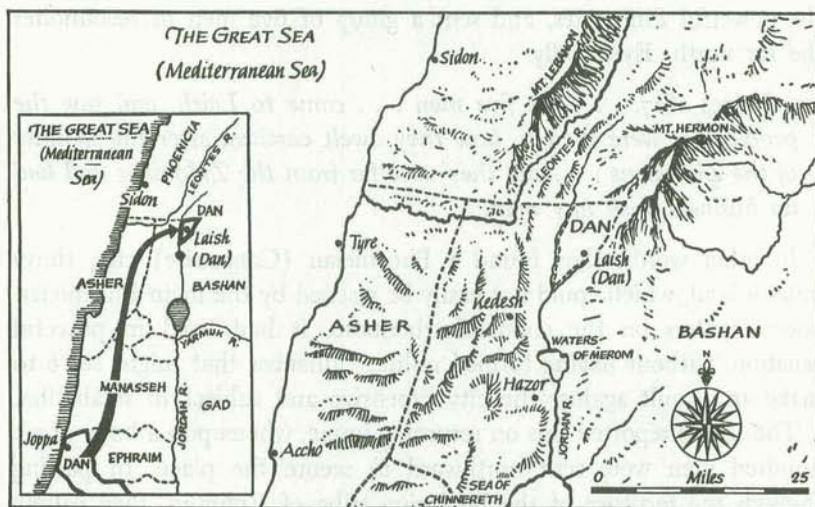 THE GREAT SEA
(Mediterranean Sea)
Sidon
MT. LEBANON
LEONTES R.
MT. HERMON
Tyre
DAN
Laish
(Dan)
ASHER
Kedesh
BASHAN
WATERS
OF MEROM
N
Hazor
JORDAN R.
Accho
SEA OF
CHINNERETH
0 Miles 25
THE GREAT SEA
(Mediterranean
Sea)
PHOENICIA
LEONTES R.
Sidon
DAN
Laish
(Dan)
ASHER
BASHAN
YARMUK R.
MANASSEH
GAD
Joppa
DAN
EPHRAIM